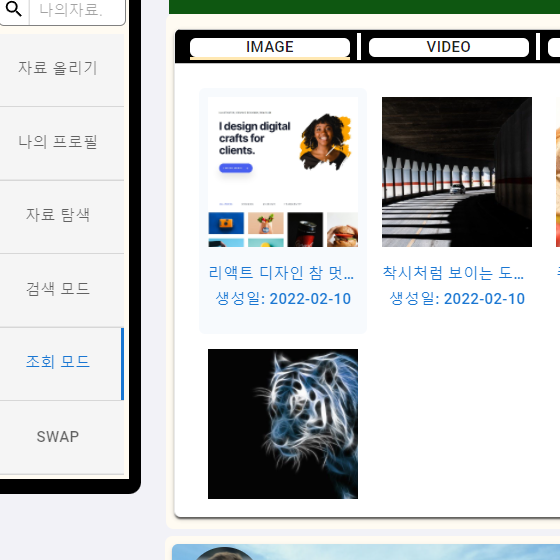 나의자료.
자료 올리기
나의 프로필
자료 탐색
검색 모드
조회 모드
SWAP
IMAGE
VIDEO
I design digital
crafts for
clients.
리액트 디자인 참 멋...
생성일: 2022-02-10
착시처럼 보이는 도...
생성일: 2022-02-10